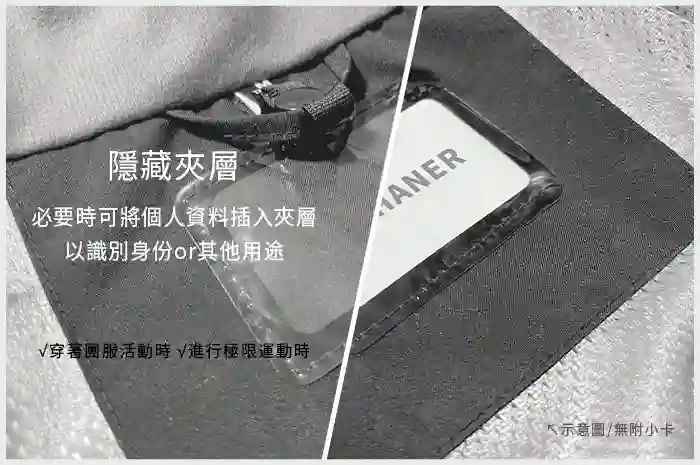 隱藏夾層
必要時可將個人資料插入夾層
以識別身份or其他用途
√穿著團服活動時 √進行極限運動時
HANER
↖示意圖/無附小卡